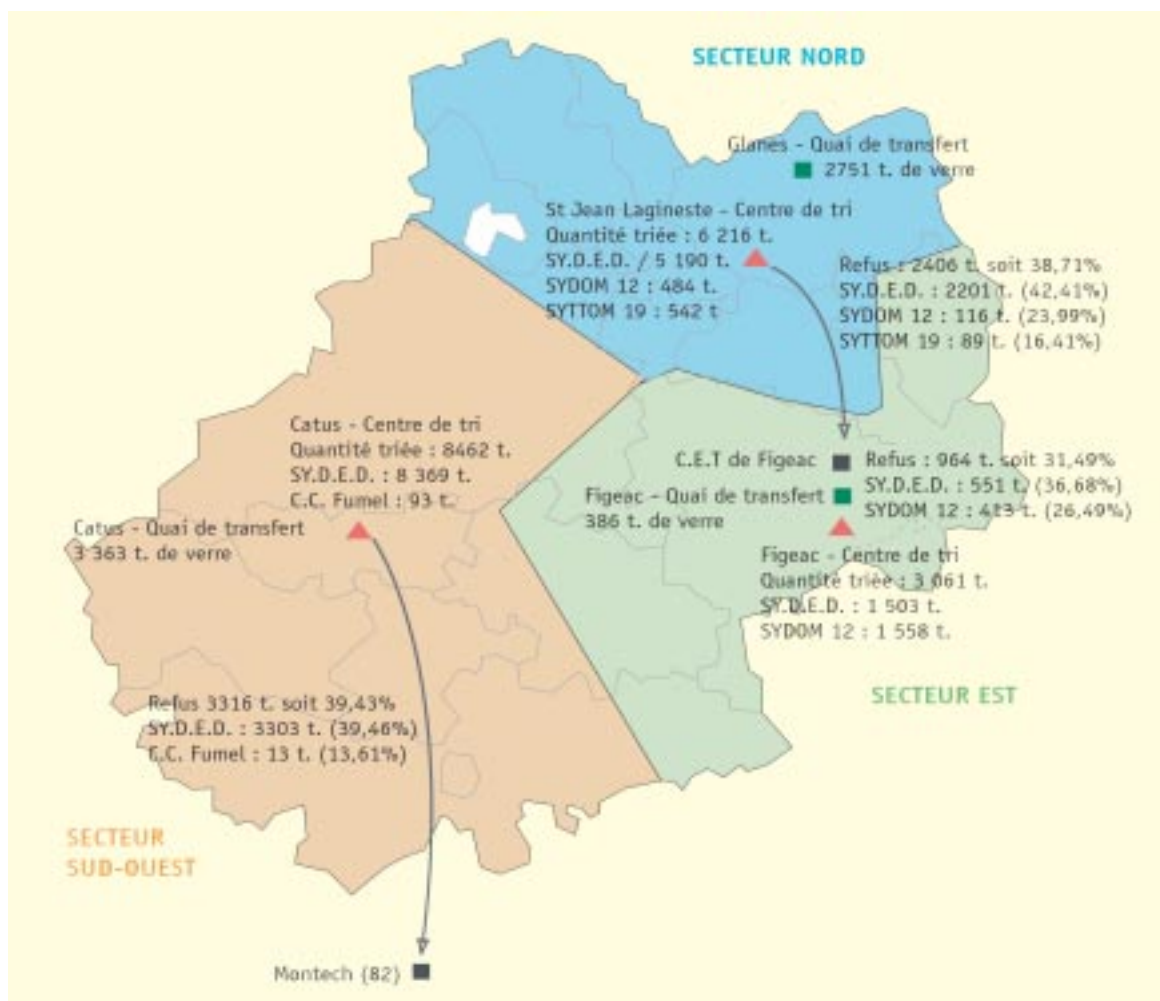 SECTEUR NORD
Glanes - Quai de transfert
2751 t. de verre
St Jean Lagineste - Centre de tri
Quantité triée : 6 216 t.
SY.D.E.D. / 5 190 t.
SYDOM 12 : 484 t.
SYTTOM 19 : 542 t
Refus : 2406 t. soit 38,71%
SY.D.E.D. : 2201 t. (42,41%)
SYDOM 12 : 116 t. (23,99%)
SYTTOM 19 : 89 t. (16,41%)
Catus - Centre de tri
Quantité triée : 8462 t.
SY.D.E.D. : 8 369 t.
C.C. Fumel : 93 t.
Catus - Quai de transfert
3 363 t. de verre
C.E.T de Figeac
Refus : 964 t. soit 31,49%
SY.D.E.D. : 551 t. (36,68%)
SYDOM 12 : 413 t. (26,49%)
Figeac - Quai de transfert
386 t. de verre
Figeac - Centre de tri
Quantité triée : 3 061 t.
SY.D.E.D. : 1 503 t.
SYDOM 12 : 1 558 t.
SECTEUR EST
Refus 3316 t. soit 39,43%
SY.D.E.D. : 3303 t. (39,46%)
C.C. Fumel : 13 t. (13,61%)
SECTEUR
SUD-OUEST
Montech (82)